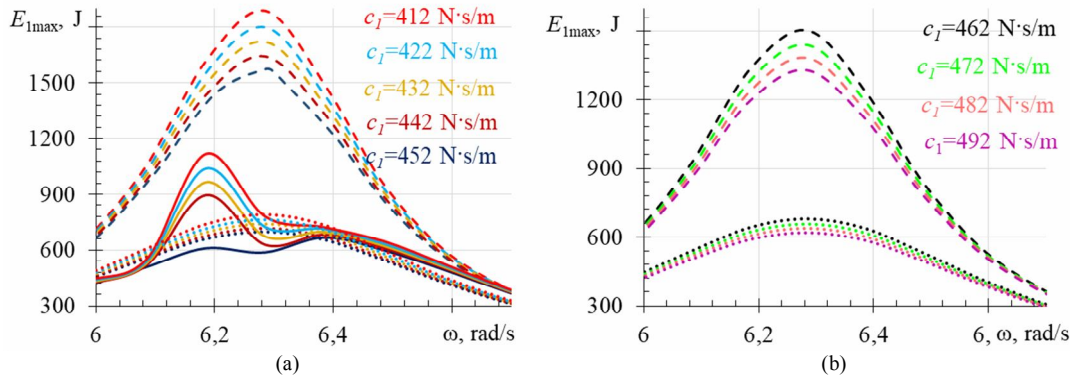 E1max, J
1500
1200
900
600
300
6
6,2
6,4
ω, rad/s
c1=412 N·s/m
c1=422 N·s/m
c1=432 N·s/m
c1=442 N·s/m
c1=452 N·s/m
(a)
E1max, J
1200
900
600
300
6
6,2
6,4
6, ω, rad/s
c1=462 N·s/m
c1=472 N·s/m
c1=482 N·s/m
c1=492 N·s/m
(b)